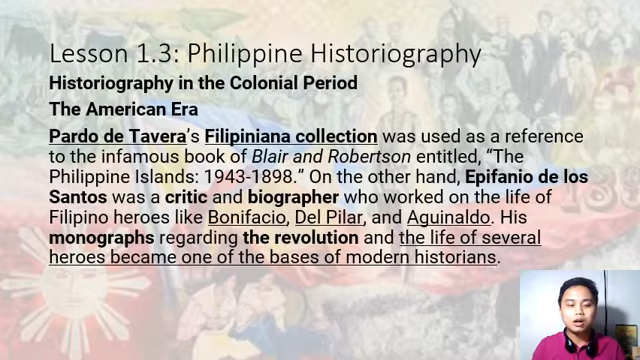 Lesson 1.3: Philippine Historiography
Historiography in the Colonial Period
The American Era
Pardo de Tavera's Filipiniana collection was used as a reference
to the infamous book of Blair and Robertson entitled, “The
Philippine Islands: 1943-1898.” On the other hand, Epifanio de los
Santos was a critic and biographer who worked on the life of
Filipino heroes like Bonifacio, Del Pilar, and Aguinaldo. His
monographs regarding the revolution and the life of several
heroes became one of the bases of modern historians.